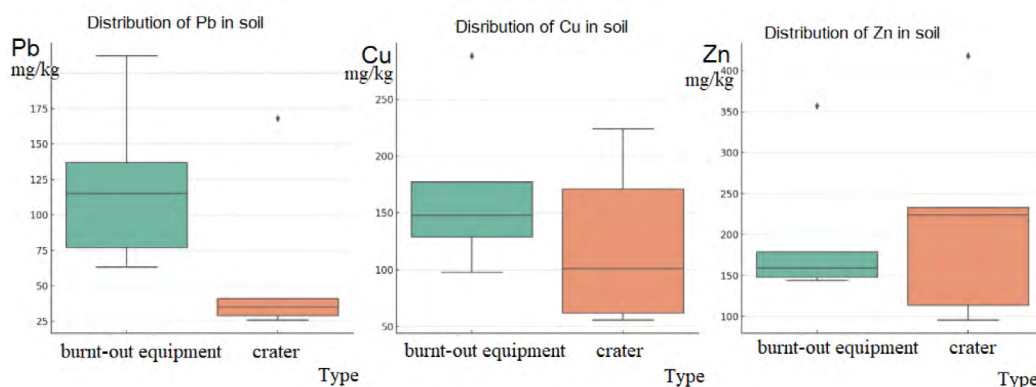 Distribution of Pb in soil
Pb
mg/kg
175
150
125
100
75
50
25
burnt-out equipment
crater
Type
Disribution of Cu in soil
Cu
mg/kg
250
200
150
100
50
burnt-out equipment
crater
Type
Distribution of Zn in soil
Zn
mg/kg
400
350
300
250
200
150
100
burnt-out equipment
crater
Type